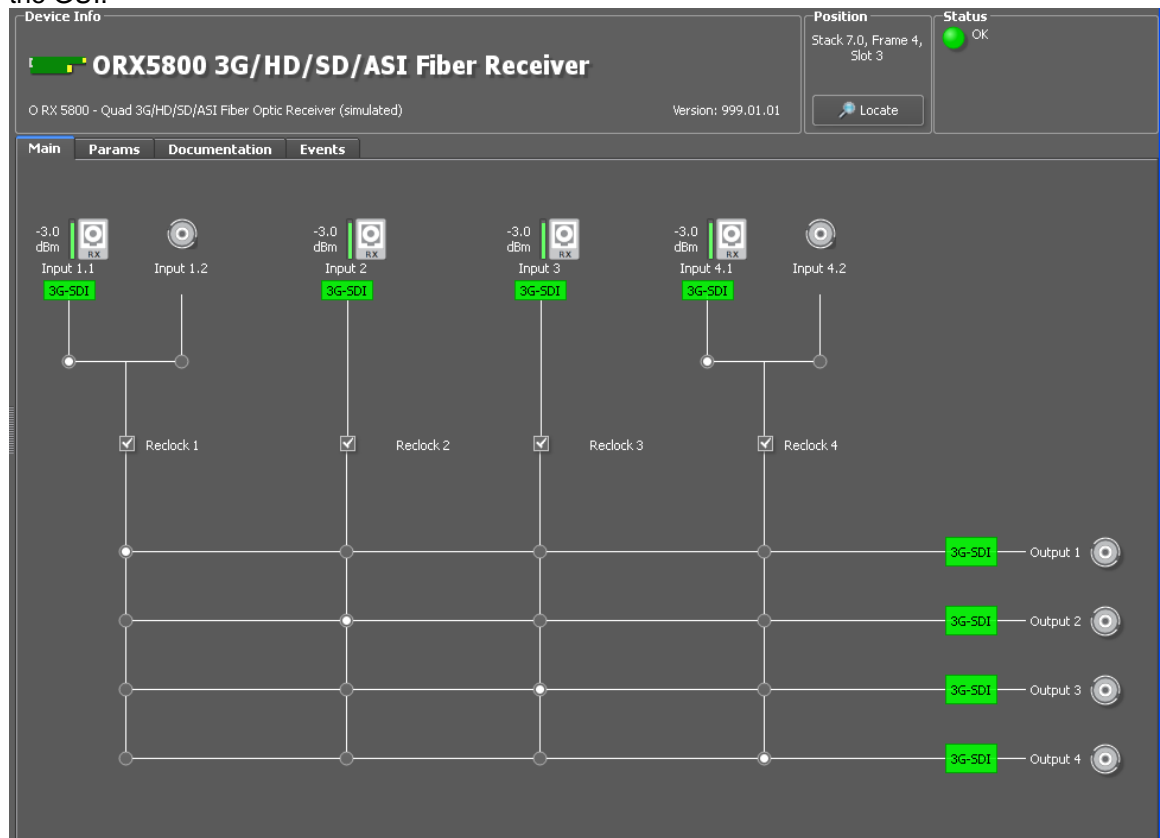 the GUI.
Device Info
ORX5800 3G/HD/SD/ASI Fiber Receiver
O RX 5800 - Quad 3G/HD/SD/ASI Fiber Optic Receiver (simulated)
Version: 999.01.01
Position
Stack 7.0, Frame 4,
Slot 3
Locate
Status
OK
Main Params Documentation Events
-3.0
dBm
RX
Input 1.1
3G-SDI
Input 1.2
-3.0
dBm
RX
Input 2
3G-SDI
-3.0
dBm
RX
Input 3
3G-SDI
-3.0
dBm
RX
Input 4.1
3G-SDI
Input 4.2
Reclock 1 Reclock 2 Reclock 3 Reclock 4
3G-SDI Output 1
3G-SDI Output 2
3G-SDI Output 3
3G-SDI Output 4